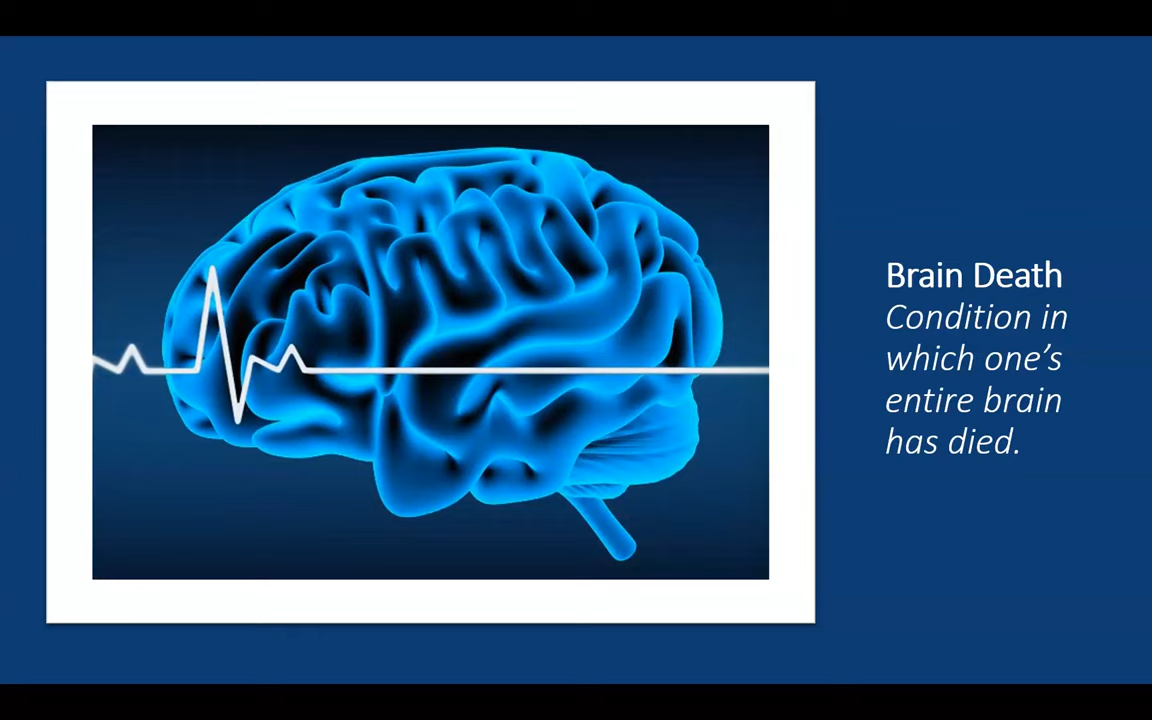 Brain Death
Condition in
which one’s
entire brain
has died.